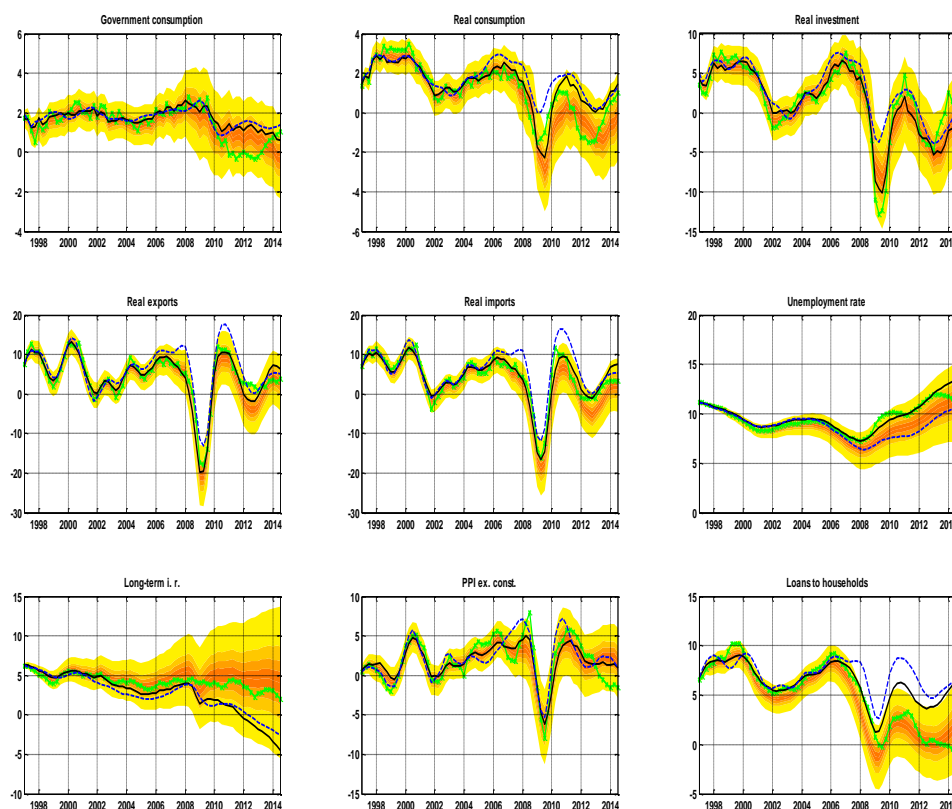 Government consumption
6
4
2
0
-2
-4
1998 2000 2002 2004 2006 2008 2010 2012 2014
Real consumption
4
2
0
-2
-4
-6
1998 2000 2002 2004 2006 2008 2010 2012 2014
Real investment
10
5
0
-5
-10
-15
1998 2000 2002 2004 2006 2008 2010 2012 201
Real exports
20
10
0
-10
-20
-30
1998 2000 2002 2004 2006 2008 2010 2012 2014
Real imports
20
10
0
-10
-20
-30
1998 2000 2002 2004 2006 2008 2010 2012 2014
Unemployment rate
20
15
10
5
0
1998 2000 2002 2004 2006 2008 2010 2012 201
Long-term i. r.
15
10
5
0
-5
-10
1998 2000 2002 2004 2006 2008 2010 2012 2014
PPI ex. const.
10
5
0
-5
-10
-15
1998 2000 2002 2004 2006 2008 2010 2012 2014
Loans to households
15
10
5
0
-5
1998 2000 2002 2004 2006 2008 2010 2012 201